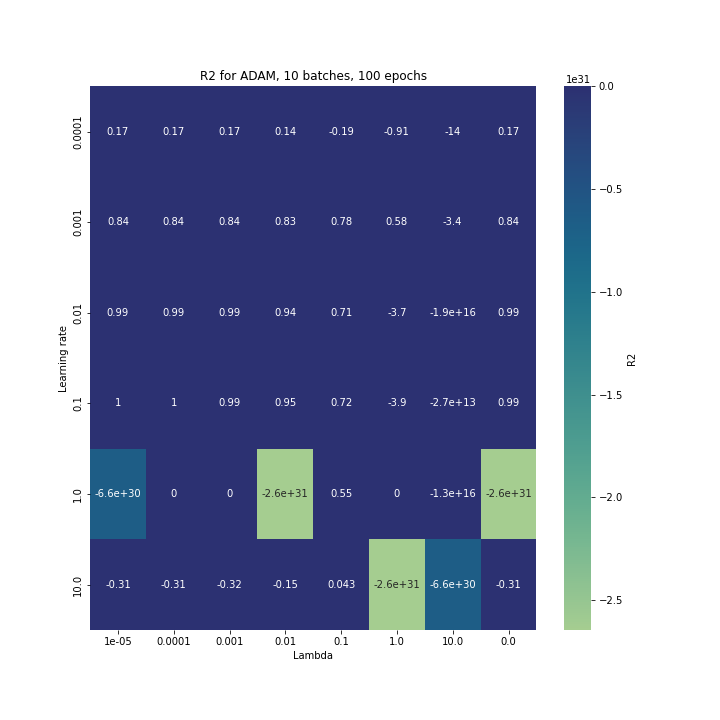 R2 for ADAM, 10 batches, 100 epochs
1e31
0.0001 0.17 0.17 0.17 0.14 -0.19 -0.91 -14 0.17
0.001 0.84 0.84 0.84 0.83 0.78 0.58 -3.4 0.84
0.01 0.99 0.99 0.99 0.94 0.71 -3.7 -1.9e+16 0.99
0.1 1 1 0.99 0.95 0.72 -3.9 -2.7e+13 0.99
1.0 -6.6e+30 0 0 -2.6e+31 0.55 0 -1.3e+16 -2.6e+31
10.0 -0.31 -0.31 -0.32 -0.15 0.043 -2.6e+31 -6.6e+30 -0.31
1e-05 0.0001 0.001 0.01 0.1 1.0 10.0 0.0
Lambda
Learning rate
0.0
−0.5
−1.0
−1.5
−2.0
−2.5
R2